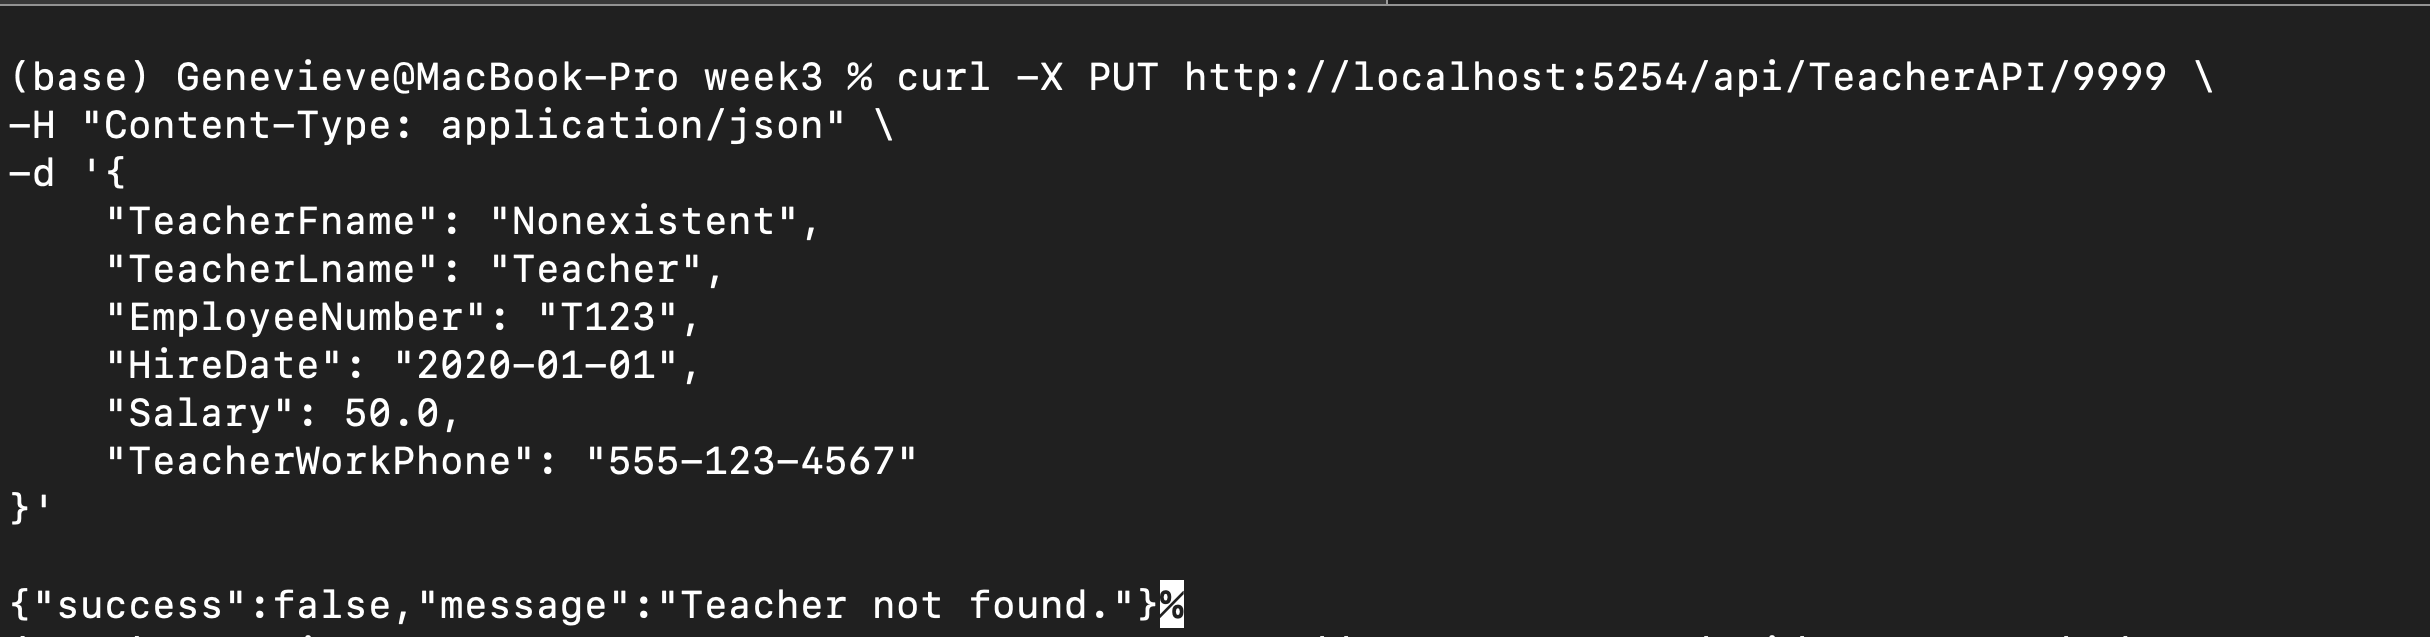 (base) Genevieve@MacBook-Pro week3 % curl -X PUT http://localhost:5254/api/TeacherAPI/9999 \
-H "Content-Type: application/json" \
-d '{
    "TeacherFname": "Nonexistent",
    "TeacherLname": "Teacher",
    "EmployeeNumber": "T123",
    "HireDate": "2020-01-01",
    "Salary": 50.0,
    "TeacherWorkPhone": "555-123-4567"
}'
{"success":false,"message":"Teacher not found."}%